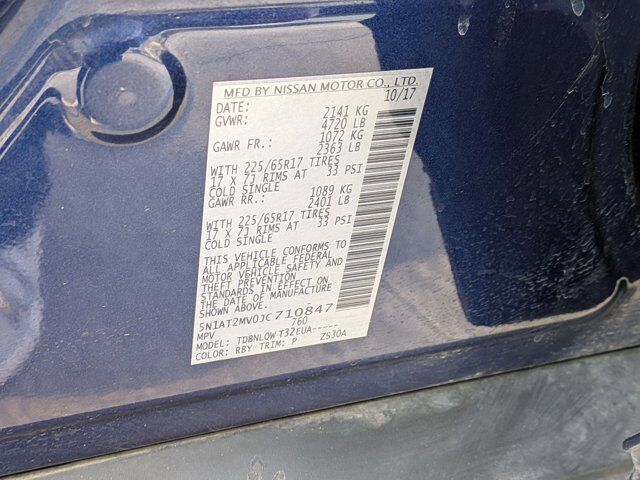 MFD BY NISSAN MOTOR CO., LTD.
DATE: 10/17
GVWR: 2141 KG
4720 LB
GAWR FR.: 1072 KG
2363 LB
WITH 225/65R17 TIRES
17 X 7J RIMS AT 33 PSI
COLD SINGLE
GAWR RR.: 1089 KG
2401 LB
WITH 225/65R17 TIRES
17 X 7J RIMS AT 33 PSI
COLD SINGLE
THIS VEHICLE CONFORMS TO
ALL APPLICABLE FEDERAL
MOTOR VEHICLE SAFETY AND
THEFT PREVENTION
STANDARDS IN EFFECT ON
THE DATE OF MANUFACTURE
5N1AT2MV0JC710847
MPV 760
MODEL: TDBNLQW T32EUA-----
COLOR: RBY TRIM: P ZS30A